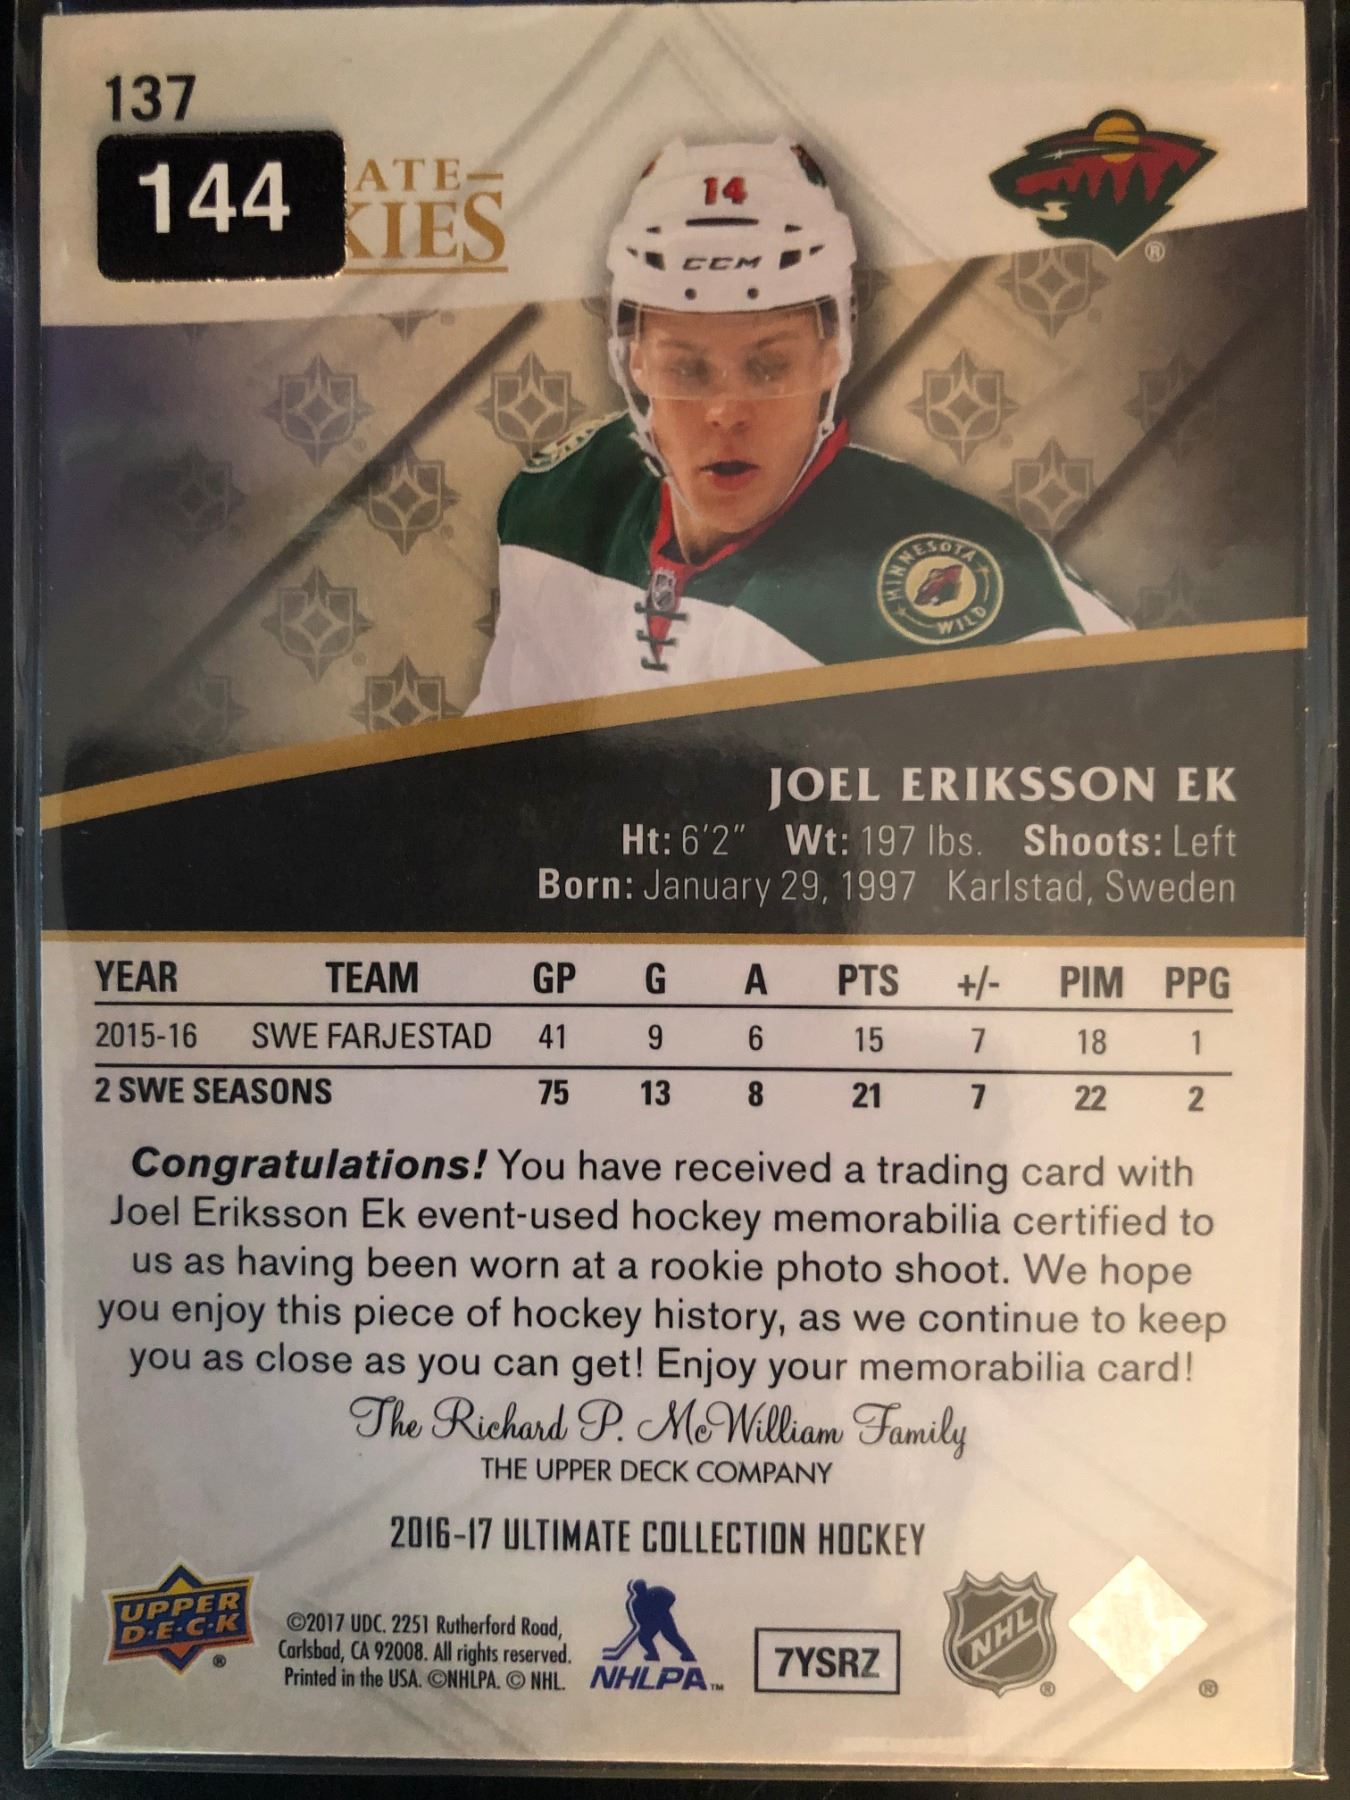 137
144
ATE
KIES
14
CCM
MINNESOTA
WILD
®
JOEL ERIKSSON EK
Ht: 6'2" Wt: 197 lbs. Shoots: Left
Born: January 29, 1997 Karlstad, Sweden
YEAR TEAM GP G A PTS +/- PIM PPG
2015-16 SWE FARJESTAD 41 9 6 15 7 18 1
2 SWE SEASONS 75 13 8 21 7 22 2
Congratulations! You have received a trading card with
Joel Eriksson Ek event-used hockey memorabilia certified to
us as having been worn at a rookie photo shoot. We hope
you enjoy this piece of hockey history, as we continue to keep
you as close as you can get! Enjoy your memorabilia card!
The Richard P. McWilliam Family
THE UPPER DECK COMPANY
2016-17 ULTIMATE COLLECTION HOCKEY
UPPER
D·E·C·K
®
©2017 UDC. 2251 Rutherford Road,
Carlsbad, CA 92008. All rights reserved.
Printed in the USA. ©NHLPA. © NHL.
NHLPA™
7YSRZ
NHL
®
®